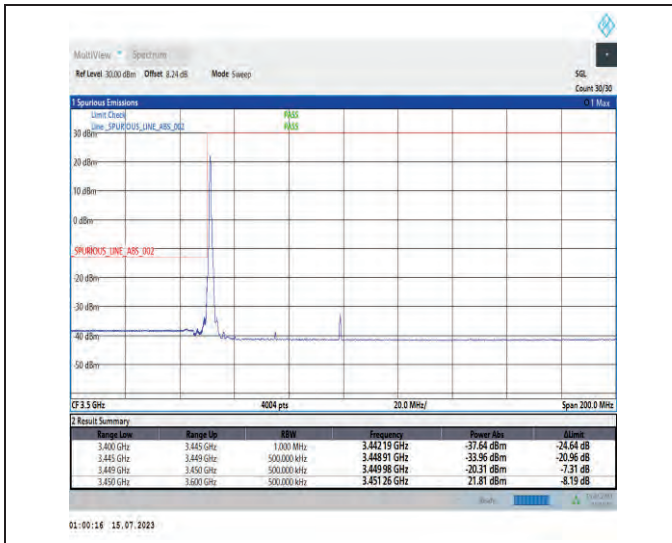 MultiView Spectrum
Ref Level 30.00 dBm Offset 8.24 dB Mode Sweep SGL
Count 30/30
1 Spurious Emissions 1 Max
Limit Check PASS
Line _SPURIOUS_LINE_ABS_002 PASS
30 dBm
20 dBm
10 dBm
0 dBm
_SPURIOUS_LINE_ABS_002
-20 dBm
-30 dBm
-40 dBm
-50 dBm
CF 3.5 GHz 4004 pts 20.0 MHz/ Span 200.0 MHz
2 Result Summary
Range Low Range Up RBW Frequency Power Abs ΔLimit
3.400 GHz 3.445 GHz 1.000 MHz 3.442 19 GHz -37.64 dBm -24.64 dB
3.445 GHz 3.449 GHz 500.000 kHz 3.448 91 GHz -33.96 dBm -20.96 dB
3.449 GHz 3.450 GHz 500.000 kHz 3.449 98 GHz -20.31 dBm -7.31 dB
3.450 GHz 3.600 GHz 500.000 kHz 3.451 26 GHz 21.81 dBm -8.19 dB
Ready
01:00:16 15.07.2023